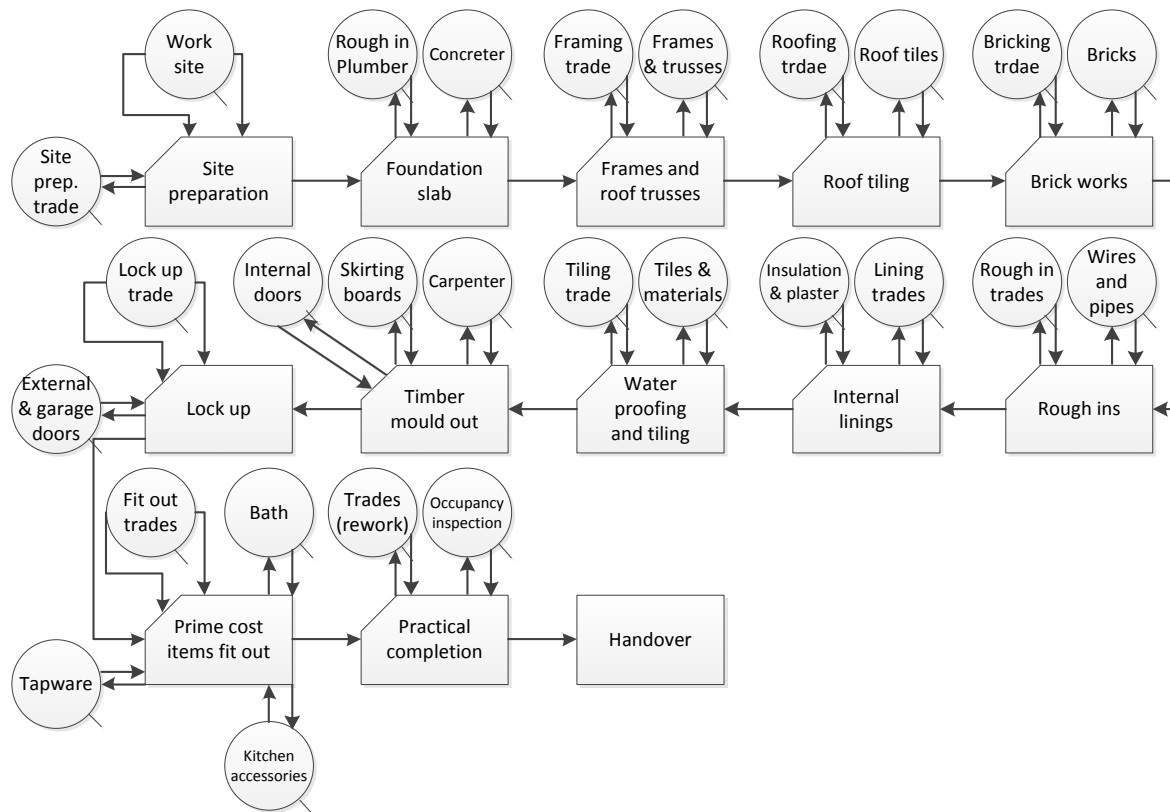 Work
site
Rough in
Plumber
Concreter
Framing
trade
Frames
& trusses
Roofing
trdae
Roof tiles
Bricking
trdae
Bricks
Site
prep.
trade
Site
preparation
Foundation
slab
Frames and
roof trusses
Roof tiling
Brick works
Lock up
trade
Internal
doors
Skirting
boards
Carpenter
Tiling
trade
Tiles &
materials
Insulation
& plaster
Lining
trades
Rough in
trades
Wires
and
pipes
External
& garage
doors
Lock up
Timber
mould out
Water
proofing
and tiling
Internal
linings
Rough ins
Fit out
trades
Bath
Trades
(rework)
Occupancy
inspection
Tapware
Prime cost
items fit out
Practical
completion
Handover
Kitchen
accessories